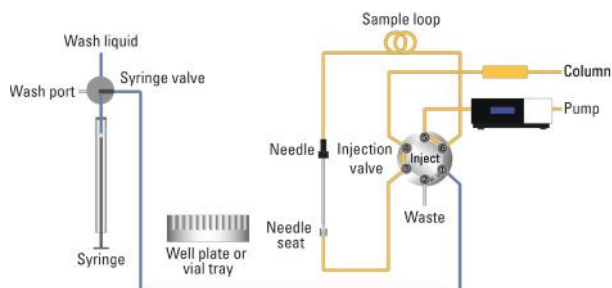 Sample loop
Wash liquid
Syringe valve
Wash port
Column
Pump
Needle
Injection
valve
Inject
Needle
seat
Waste
Well plate or
vial tray
Syringe